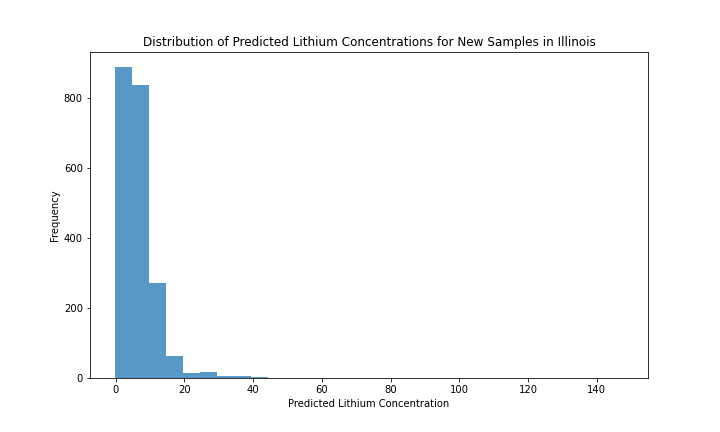 Distribution of Predicted Lithium Concentrations for New Samples in Illinois
800
600
400
200
0
Frequency
0 20 40 60 80 100 120 140
Predicted Lithium Concentration